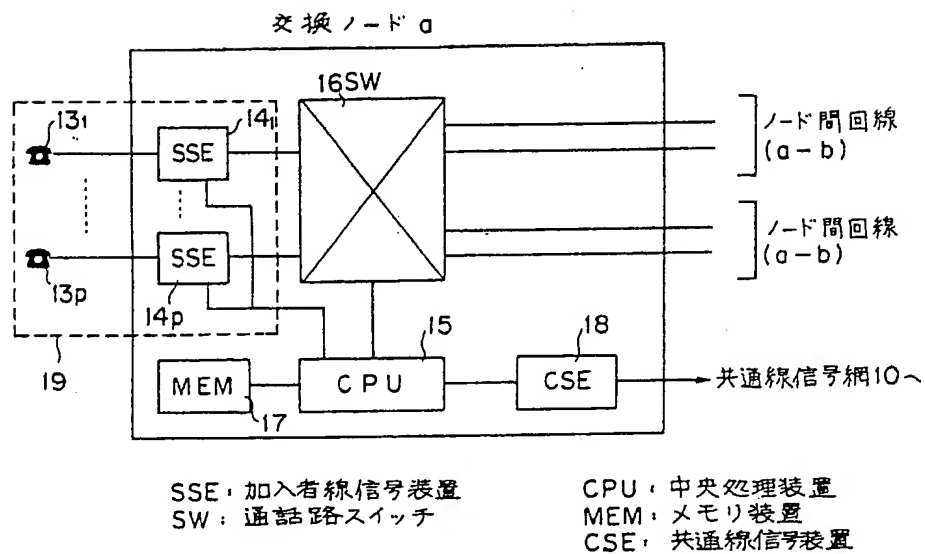 交換ノード a
16SW
13₁
14₁
SSE
ノード間回線
(a-b)
SSE
13p
14p
ノード間回線
(a-b)
15
18
19
MEM
CPU
CSE
共通線信号網10へ
17
SSE: 加入者線信号装置
SW: 通話路スイッチ
CPU: 中央処理装置
MEM: メモリ装置
CSE: 共通線信号装置